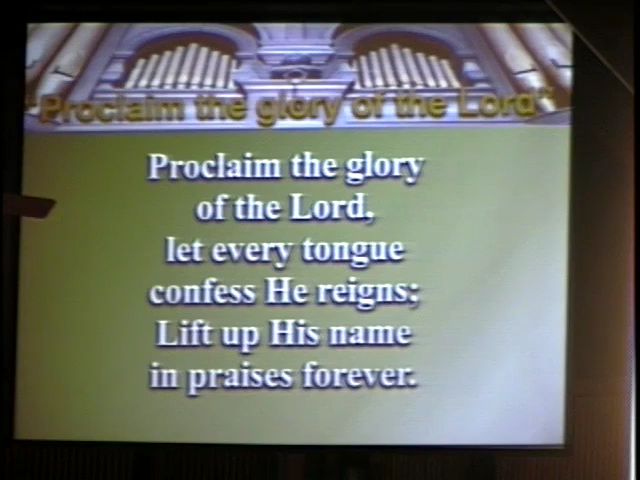 "Proclaim the glory of the Lord"
Proclaim the glory
of the Lord,
let every tongue
confess He reigns;
Lift up His name
in praises forever.